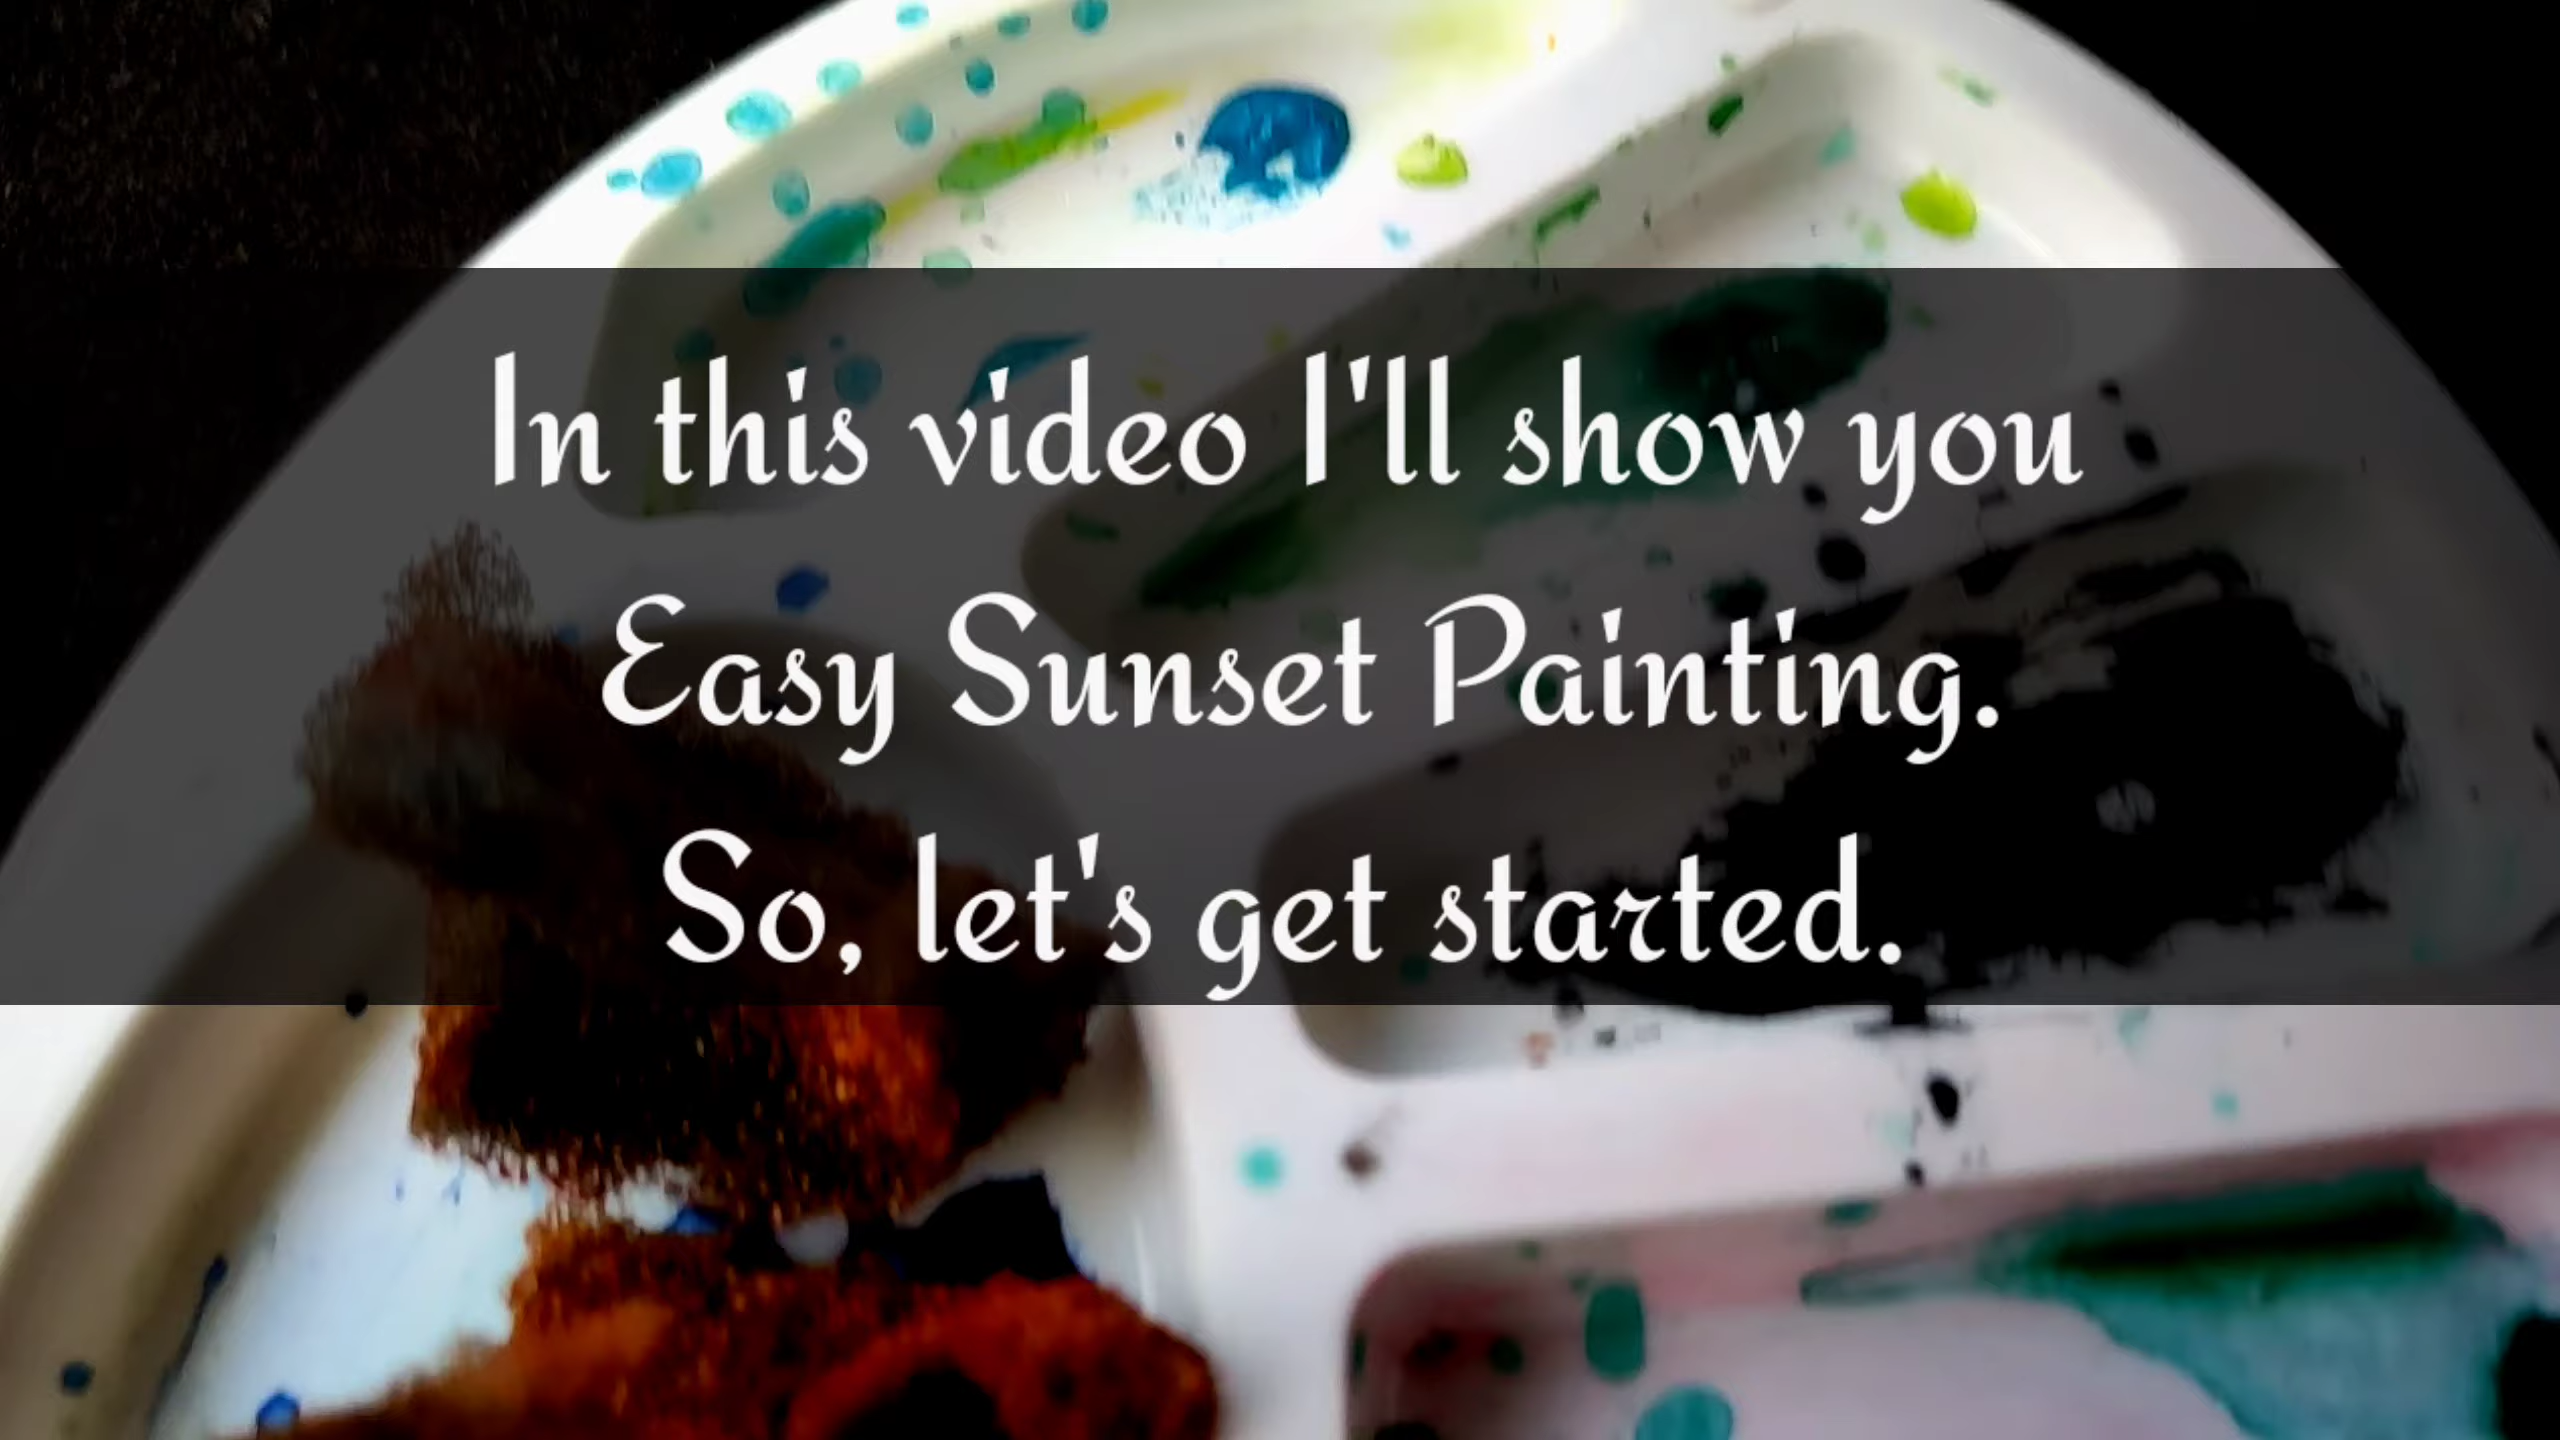 In this video I'll show you
Easy Sunset Painting.
So, let's get started.